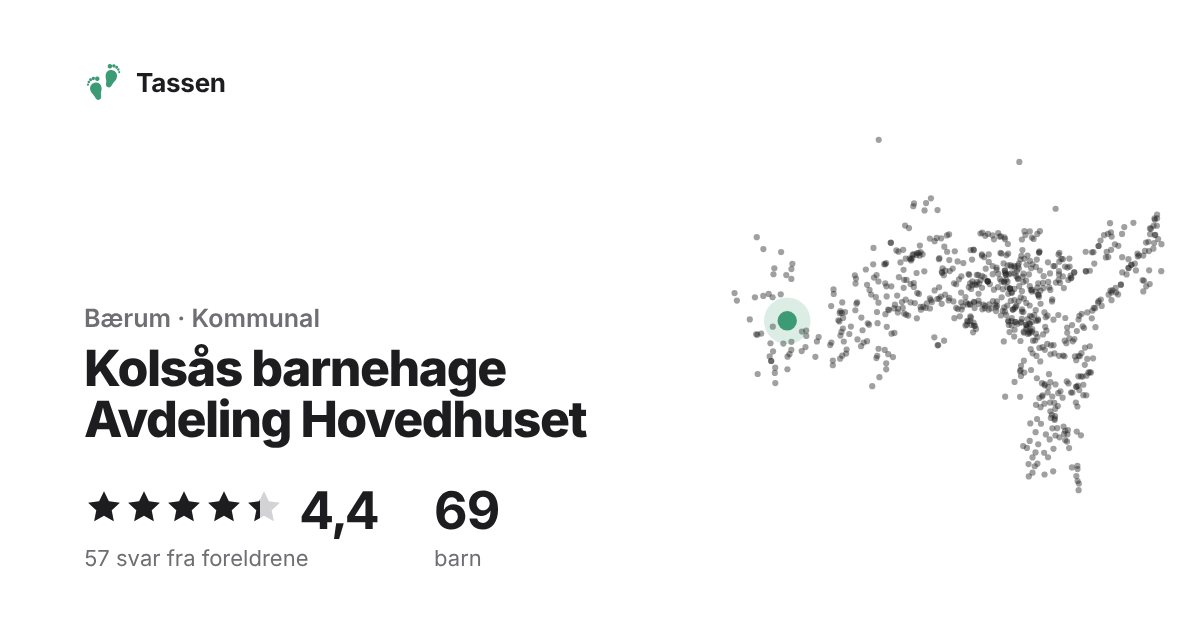 Tassen
Bærum · Kommunal
Kolsås barnehage
Avdeling Hovedhuset
4,4
69
57 svar fra foreldrene
barn